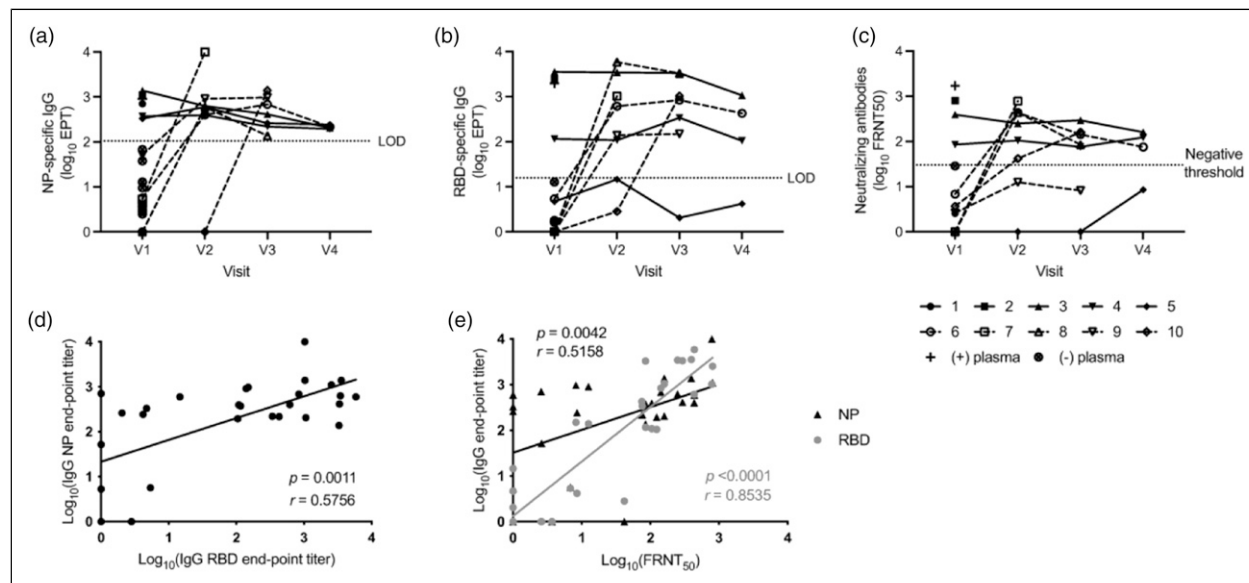 (a)
NP-specific IgG
(log₁₀ EPT)
4
3
2
1
0
LOD
V1 V2 V3 V4
Visit
(b)
RBD-specific IgG
(log₁₀ EPT)
4
3
2
1
0
LOD
V1 V2 V3 V4
Visit
(c)
Neutralizing antibodies
(log₁₀ FRNT50)
4
3
2
1
0
Negative
threshold
V1 V2 V3 V4
Visit
1 2 3 4 5
6 7 8 9 10
(+) plasma (-) plasma
(d)
Log₁₀(IgG NP end-point titer)
4
3
2
1
0
p = 0.0011
r = 0.5756
0 1 2 3 4
Log₁₀(IgG RBD end-point titer)
(e)
Log₁₀(IgG end-point titer)
4
3
2
1
0
p = 0.0042
r = 0.5158
p <0.0001
r = 0.8535
0 1 2 3
Log₁₀(FRNT₅₀)
NP
RBD